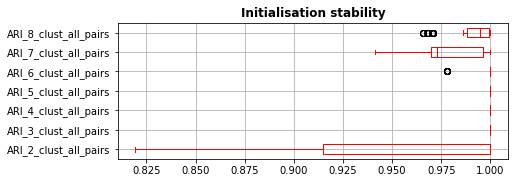 Initialisation stability
ARI_8_clust_all_pairs
ARI_7_clust_all_pairs
ARI_6_clust_all_pairs
ARI_5_clust_all_pairs
ARI_4_clust_all_pairs
ARI_3_clust_all_pairs
ARI_2_clust_all_pairs
0.825 0.850 0.875 0.900 0.925 0.950 0.975 1.000